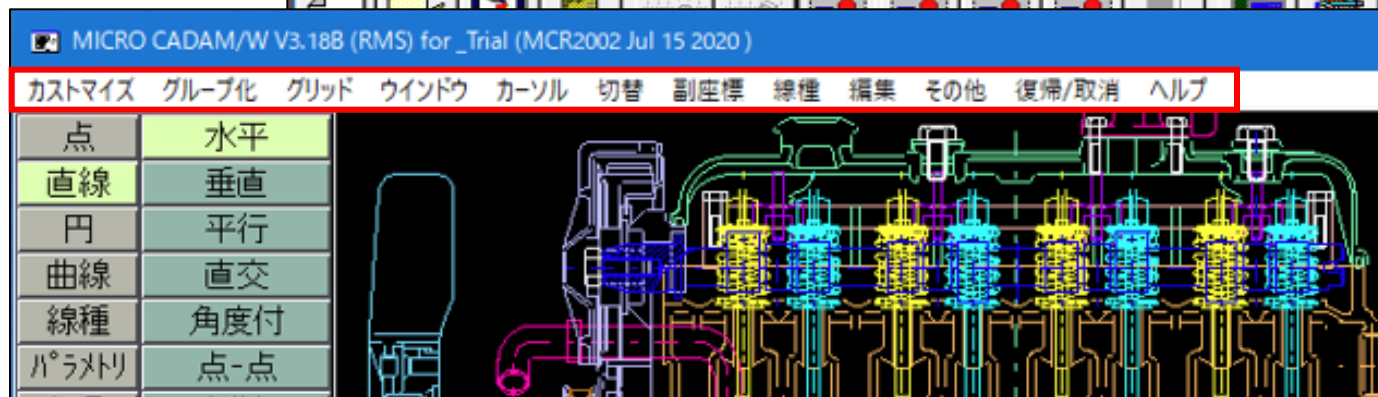 MICRO CADAM/W V3.18B (RMS) for _Trial (MCR2002 Jul 15 2020 )
カストマイズ グループ化 グリッド ウインドウ カーソル 切替 副座標 線種 編集 その他 復帰/取消 ヘルプ
点 水平
直線 垂直
円 平行
曲線 直交
線種 角度付
パラメトリ 点-点